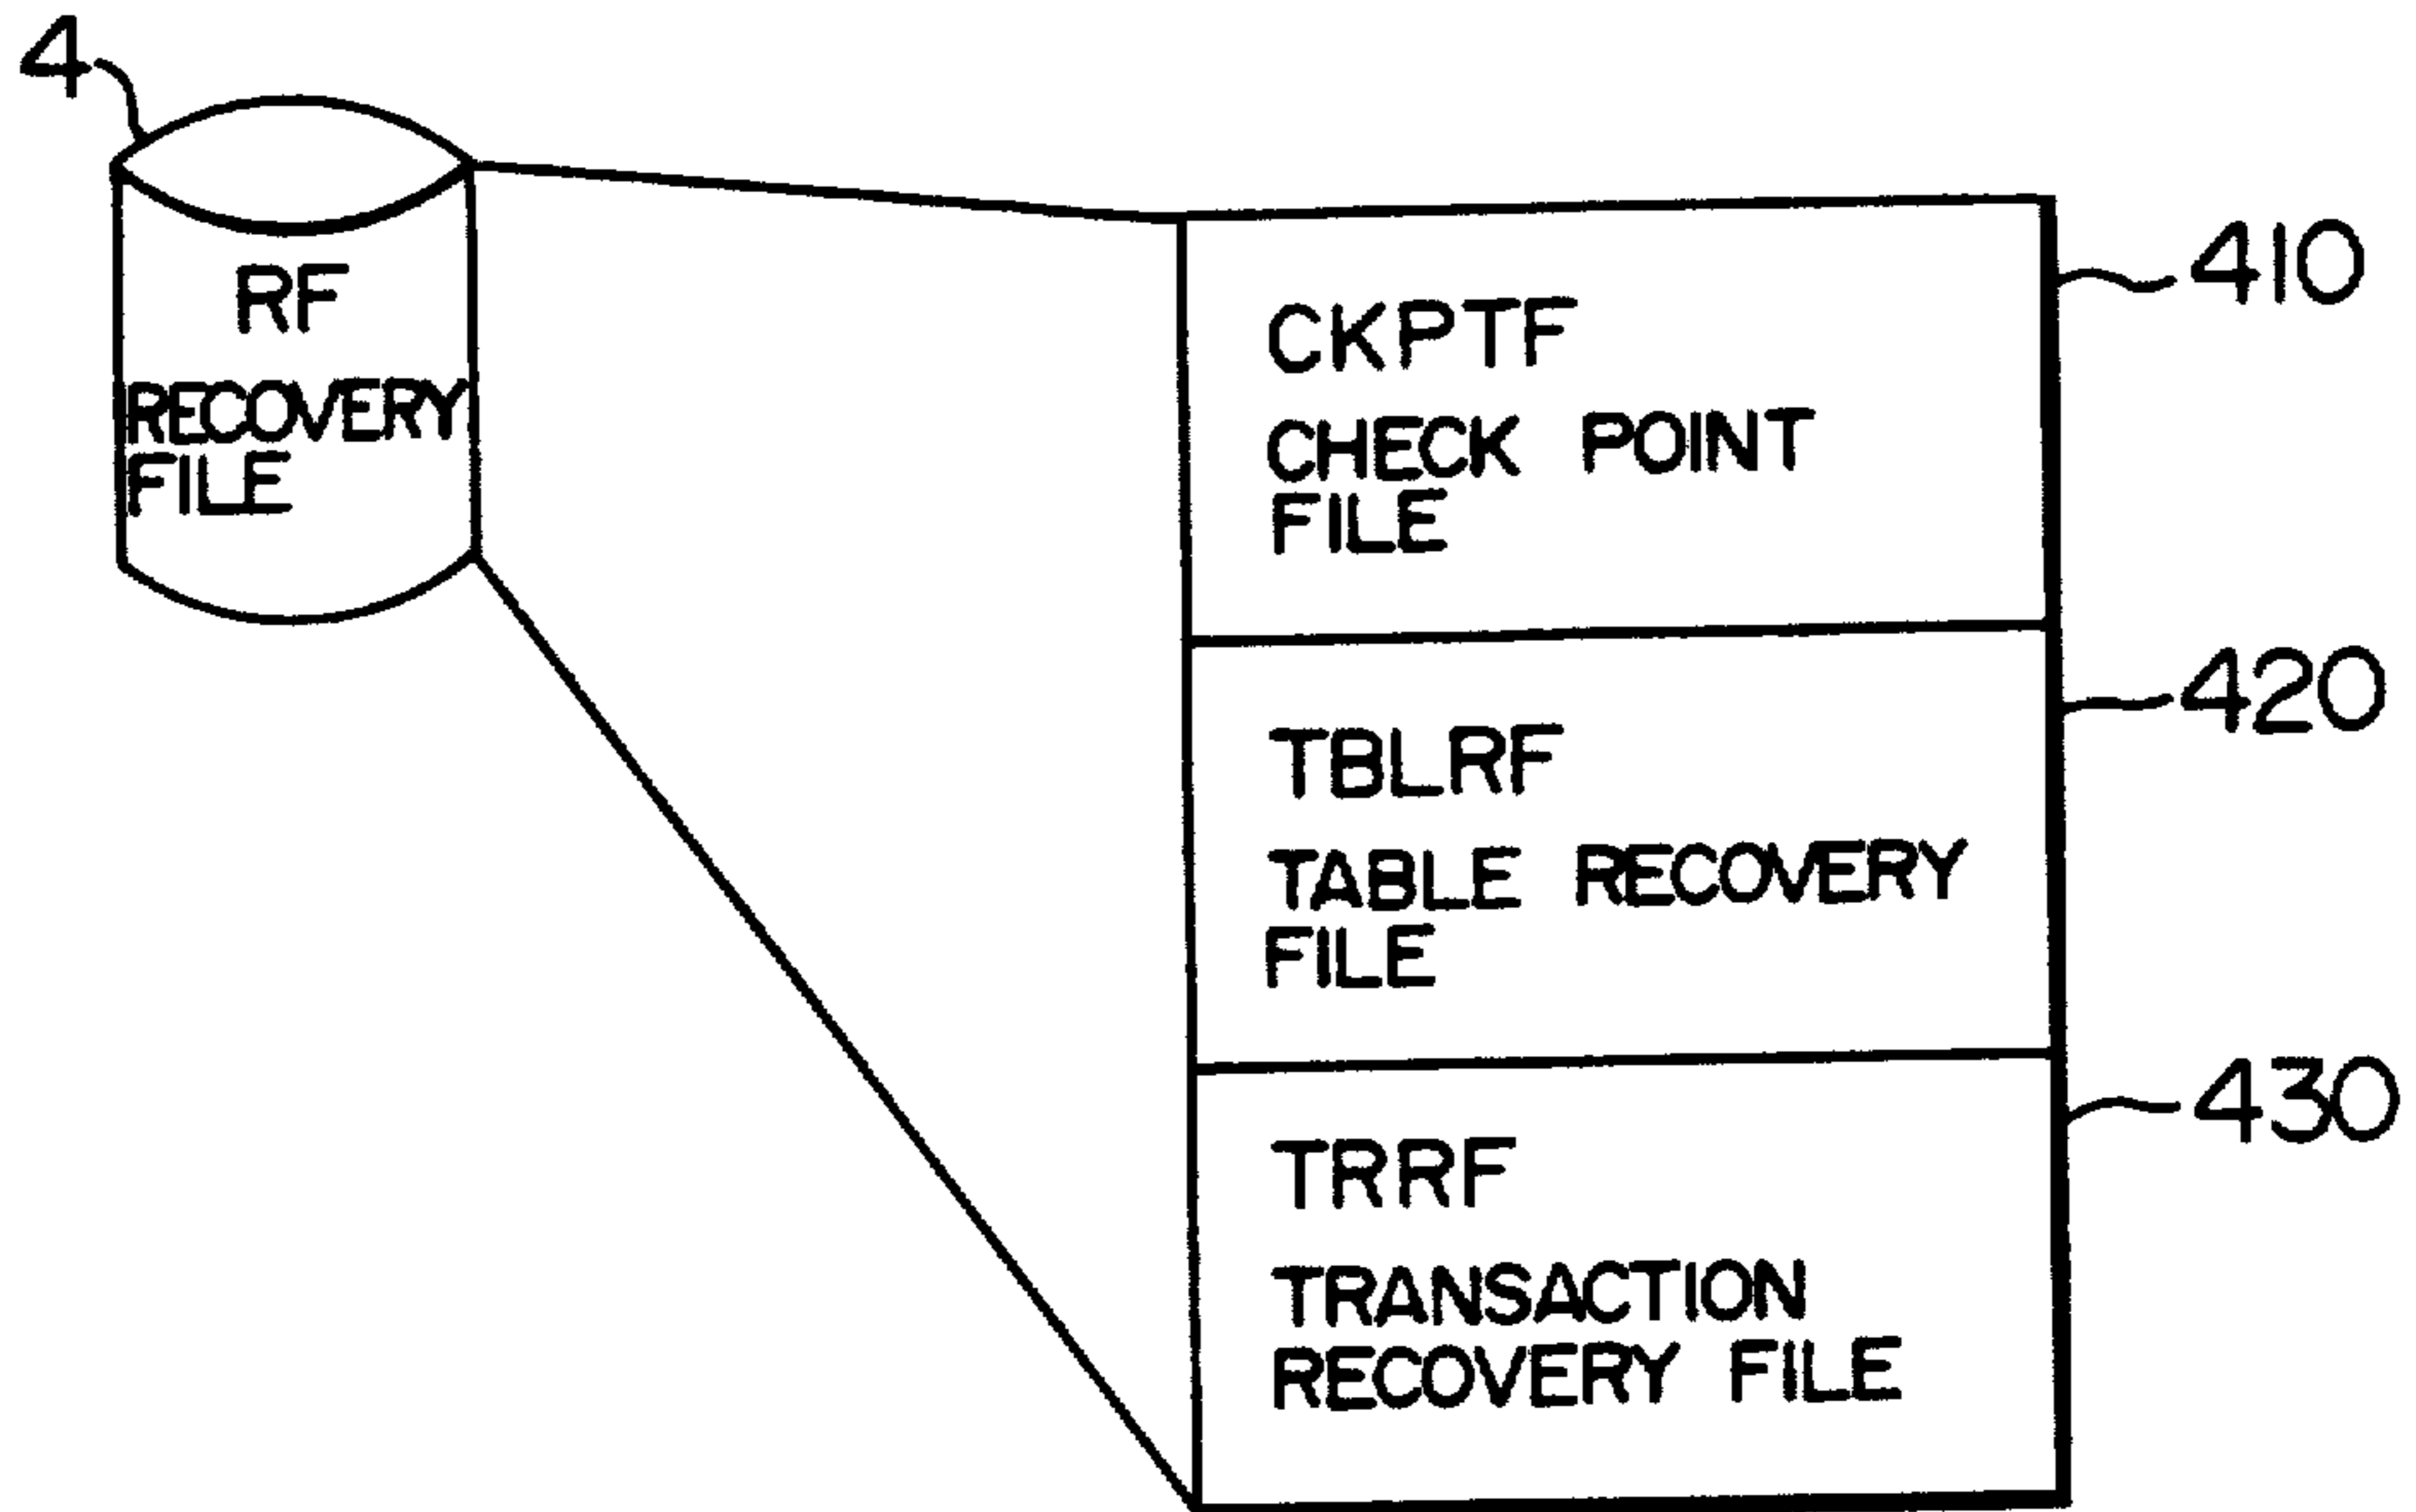 4
RF
RECOVERY
FILE
CKPTF
CHECK POINT
FILE
410
TBLRF
TABLE RECOVERY
FILE
420
TRRF
TRANSACTION
RECOVERY FILE
430